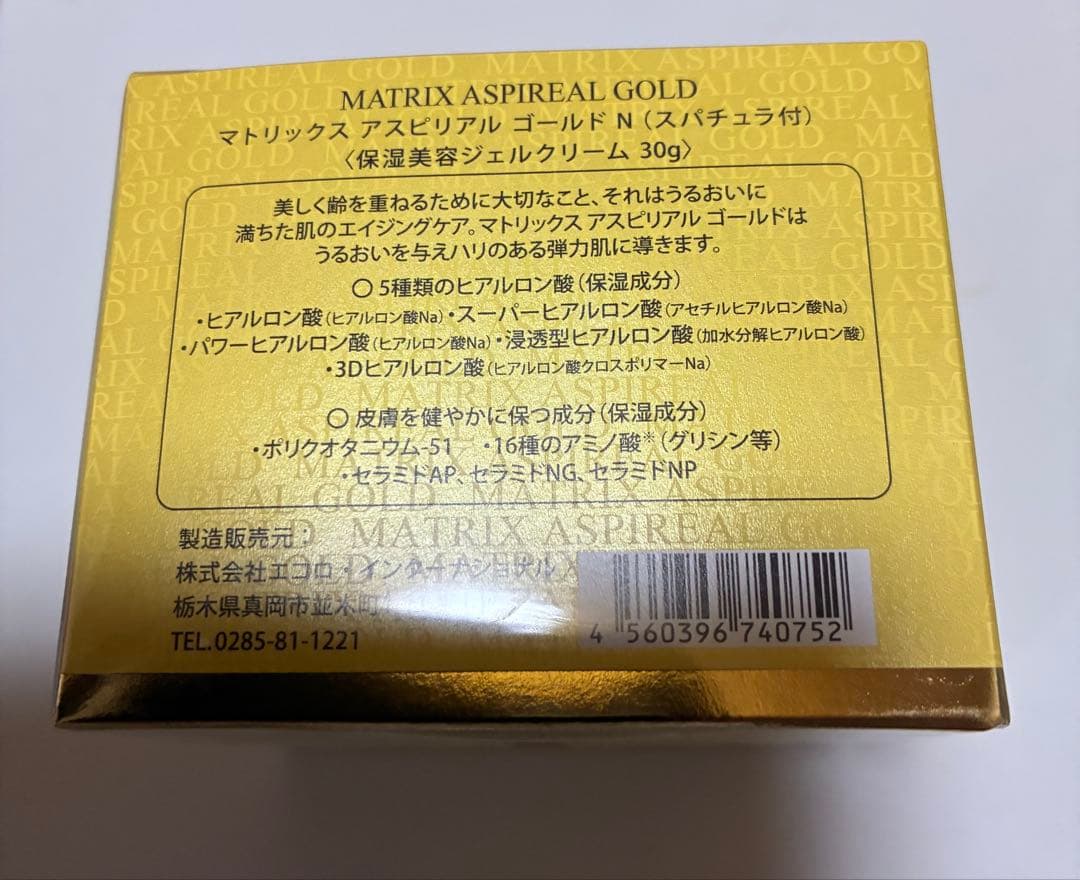 MATRIX ASPIREAL GOLD
マトリックス アスピリアル ゴールド N（スパチュラ付）
〈保湿美容ジェルクリーム 30g〉
美しく齢を重ねるために大切なこと、それはうるおいに
満ちた肌のエイジングケア。マトリックス アスピリアル ゴールドは
うるおいを与えハリのある弾力肌に導きます。
○ 5種類のヒアルロン酸（保湿成分）
・ヒアルロン酸（ヒアルロン酸Na）・スーパーヒアルロン酸（アセチルヒアルロン酸Na）
・パワーヒアルロン酸（ヒアルロン酸Na）・浸透型ヒアルロン酸（加水分解ヒアルロン酸）
・3Dヒアルロン酸（ヒアルロン酸クロスポリマーNa）
○ 皮膚を健やかに保つ成分（保湿成分）
・ポリクオタニウム-51 ・16種のアミノ酸※（グリシン等）
・セラミドAP、セラミドNG、セラミドNP
製造販売元：
株式会社エコロ・インターナショナル
栃木県真岡市並木町
TEL.0285-81-1221
4 560396 740752